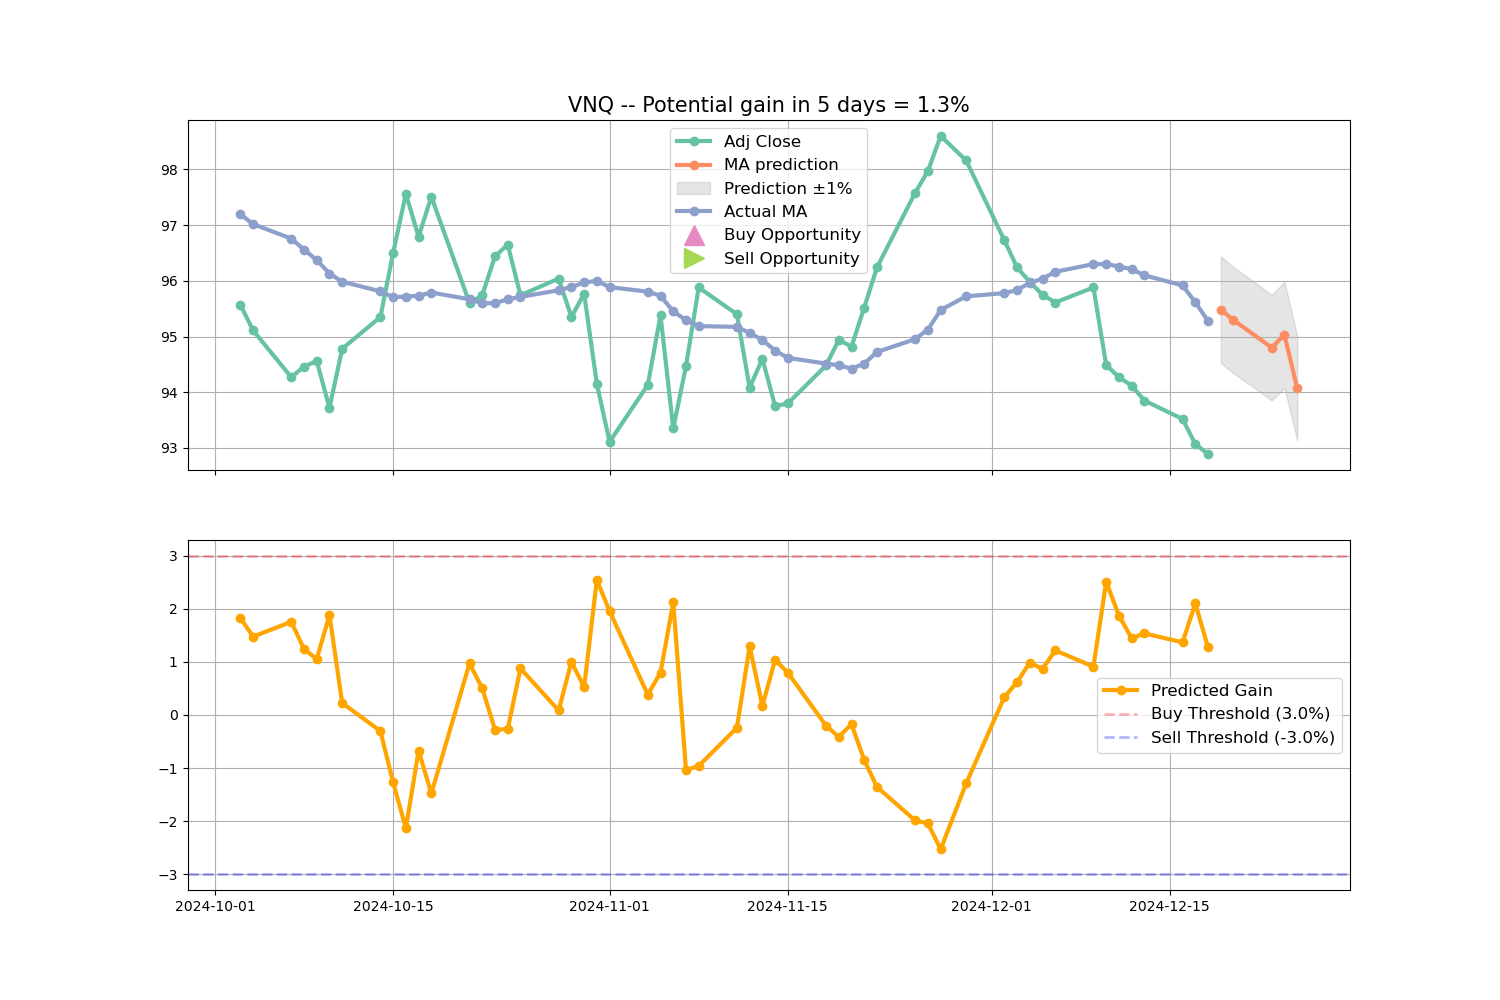 VNQ -- Potential gain in 5 days = 1.3%
98
97
96
95
94
93
Adj Close
MA prediction
Prediction ±1%
Actual MA
Buy Opportunity
Sell Opportunity
3
2
1
0
−1
−2
−3
Predicted Gain
Buy Threshold (3.0%)
Sell Threshold (-3.0%)
2024-10-01 2024-10-15 2024-11-01 2024-11-15 2024-12-01 2024-12-15